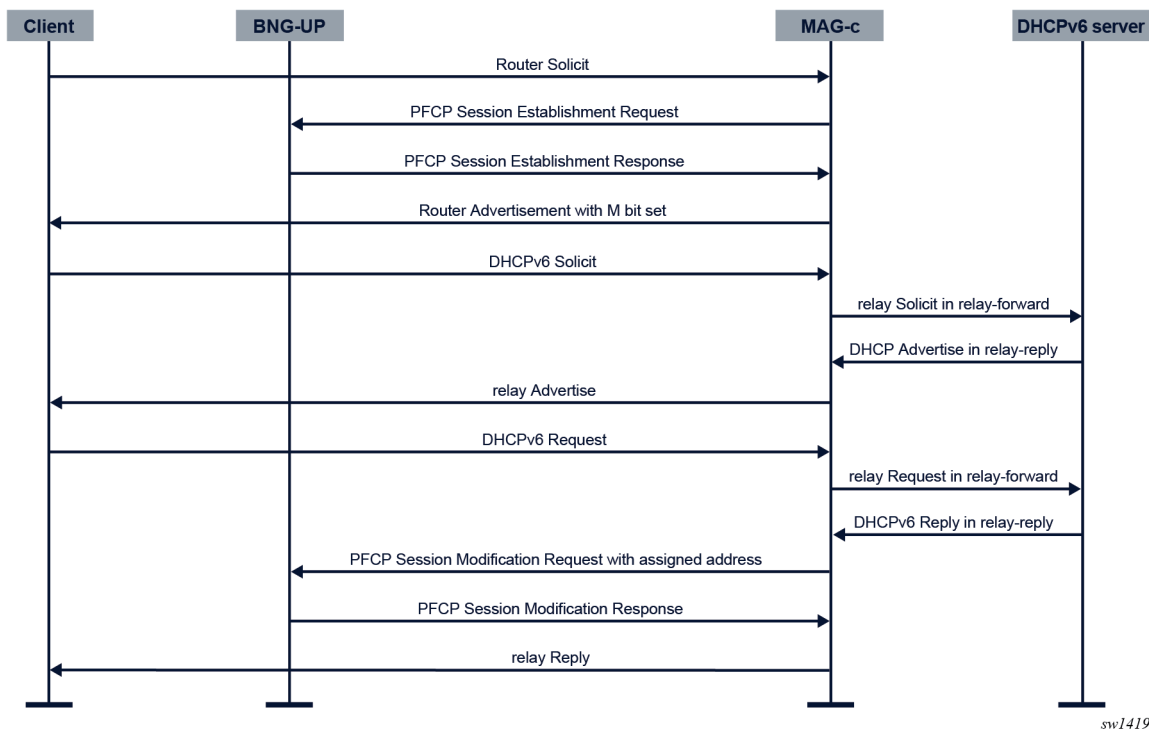 Client
BNG-UP
MAG-c
DHCPv6 server
Router Solicit
PFCP Session Establishment Request
PFCP Session Establishment Response
Router Advertisement with M bit set
DHCPv6 Solicit
relay Solicit in relay-forward
DHCP Advertise in relay-reply
relay Advertise
DHCPv6 Request
relay Request in relay-forward
DHCPv6 Reply in relay-reply
PFCP Session Modification Request with assigned address
PFCP Session Modification Response
relay Reply
sw1419